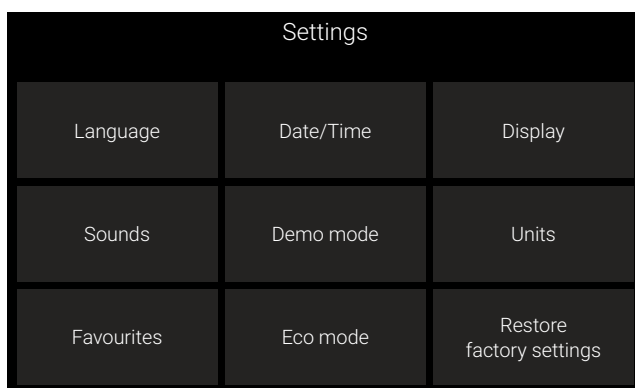 Settings
Language
Date/Time
Display
Sounds
Demo mode
Units
Favourites
Eco mode
Restore
factory settings